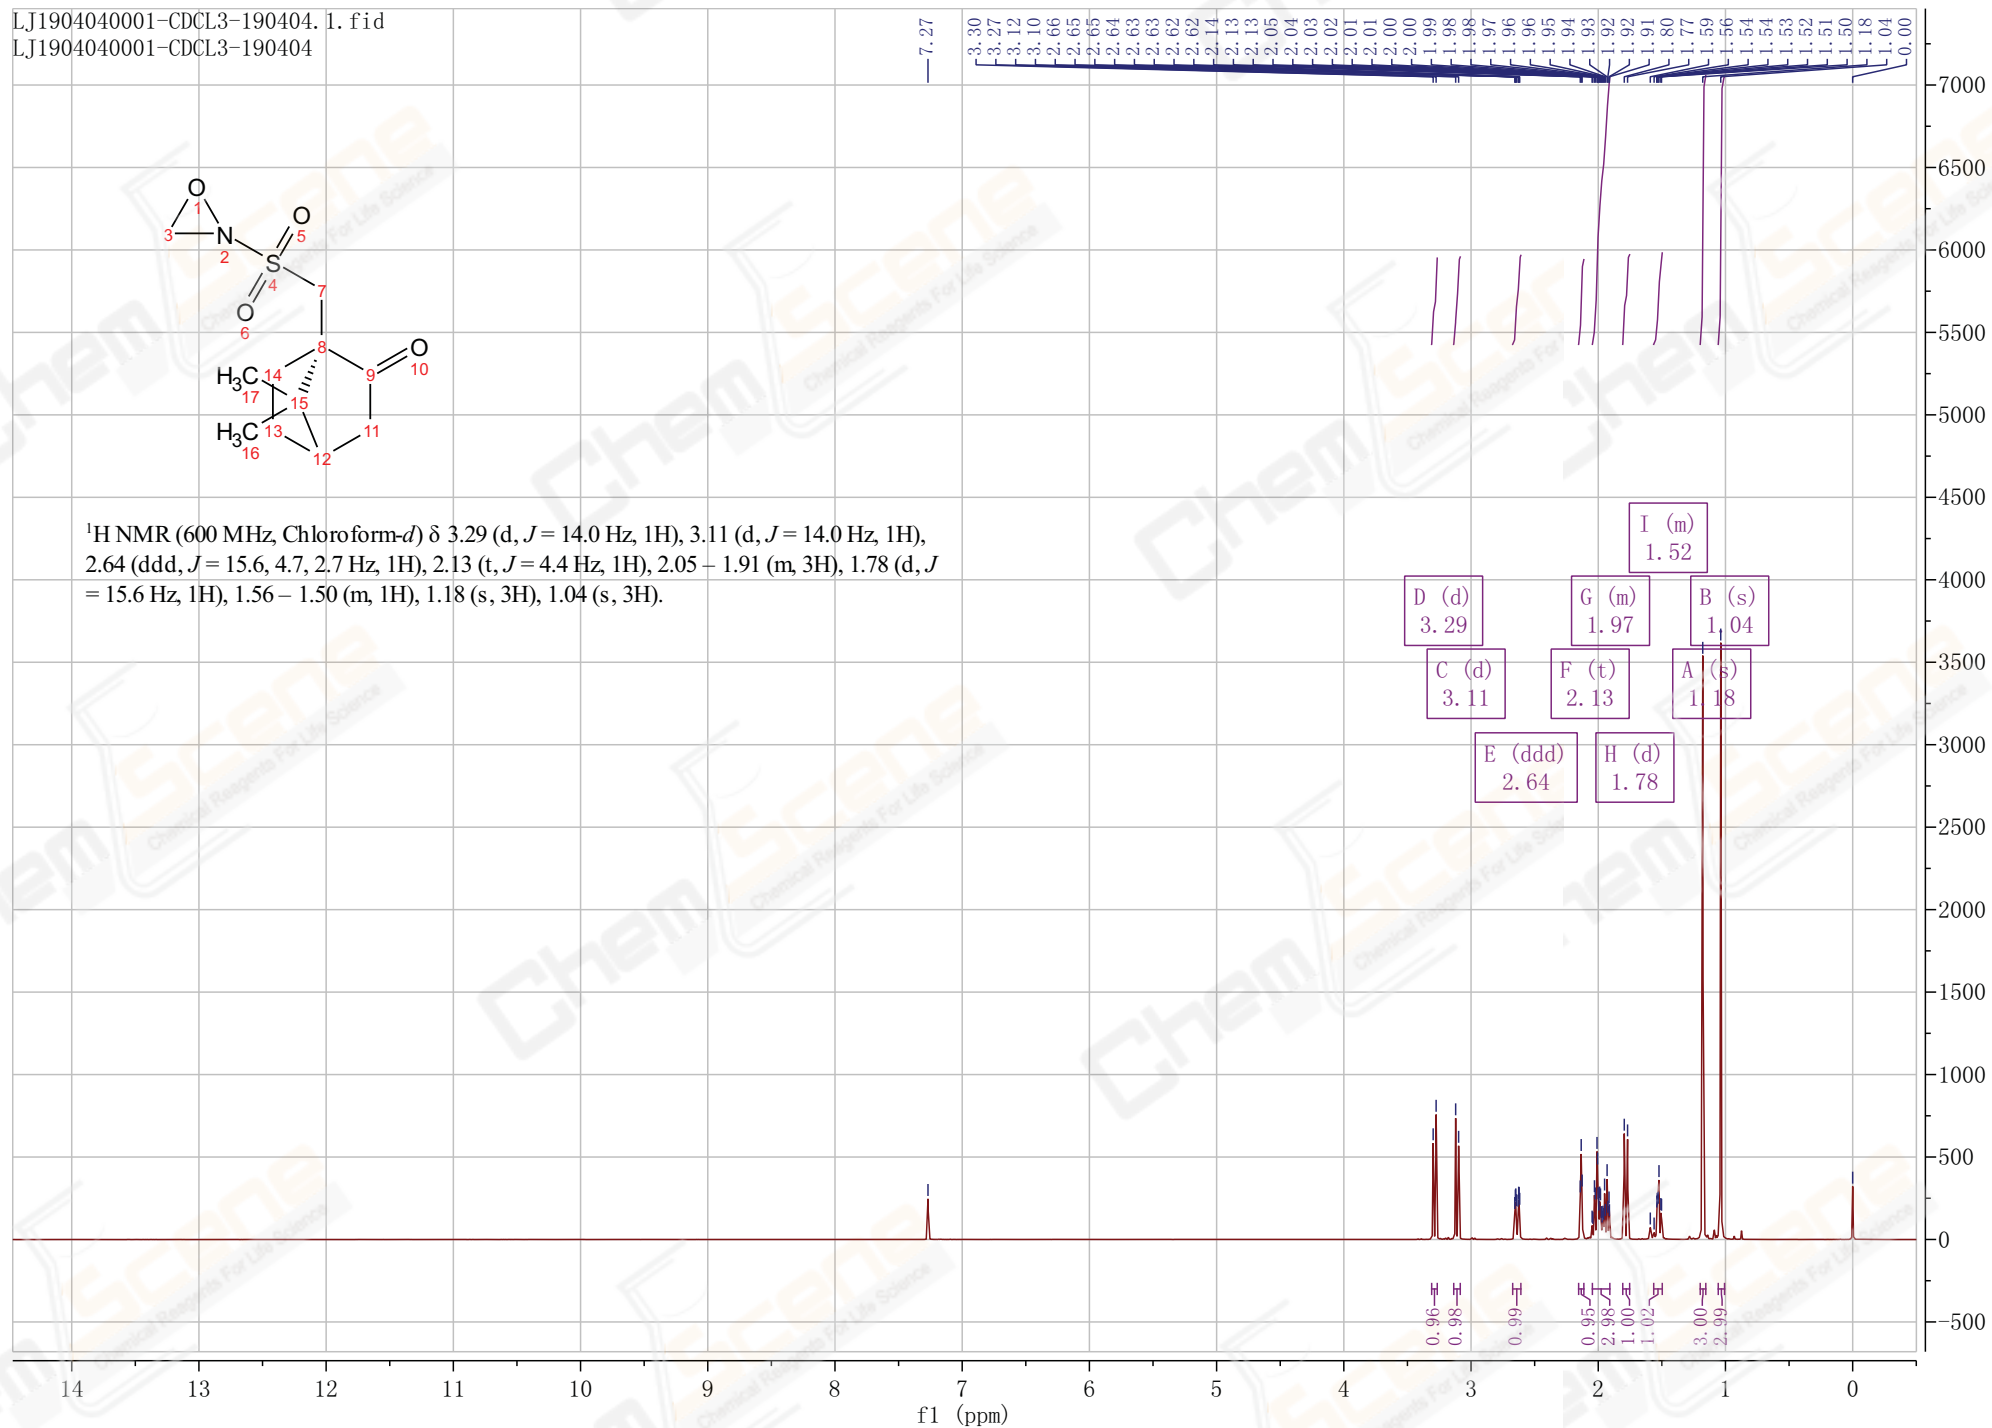 LJ1904040001-CDCL3-190404.1.fid
LJ1904040001-CDCL3-190404
7.27 3.30 3.27 3.12 3.10 2.66 2.65 2.65 2.64 2.63 2.63 2.62 2.62 2.14 2.13 2.13 2.05 2.04 2.03 2.02 2.01 2.01 2.00 2.00 1.99 1.98 1.98 1.97 1.96 1.96 1.95 1.94 1.93 1.92 1.92 1.91 1.80 1.77 1.59 1.56 1.54 1.54 1.53 1.52 1.51 1.50 1.18 1.04 0.00
O
1
3
N
2
O
5
S
4
O
6
7
8
O
10
9
H3C
17
14
15
H3C
16
13
11
12
¹H NMR (600 MHz, Chloroform-d) δ 3.29 (d, J = 14.0 Hz, 1H), 3.11 (d, J = 14.0 Hz, 1H),
2.64 (ddd, J = 15.6, 4.7, 2.7 Hz, 1H), 2.13 (t, J = 4.4 Hz, 1H), 2.05 – 1.91 (m, 3H), 1.78 (d, J
= 15.6 Hz, 1H), 1.56 – 1.50 (m, 1H), 1.18 (s, 3H), 1.04 (s, 3H).
I (m)
1.52
D (d)
3.29
G (m)
1.97
B (s)
1.04
C (d)
3.11
F (t)
2.13
A (s)
1.18
E (ddd)
2.64
H (d)
1.78
7000
6500
6000
5500
5000
4500
4000
3500
3000
2500
2000
1500
1000
500
0
-500
0.96 0.98 0.99 0.95 2.98 1.00 1.02 3.00 2.99
14 13 12 11 10 9 8 7 6 5 4 3 2 1 0
f1 (ppm)
ChemScene
Chemical Reagents For Life Science